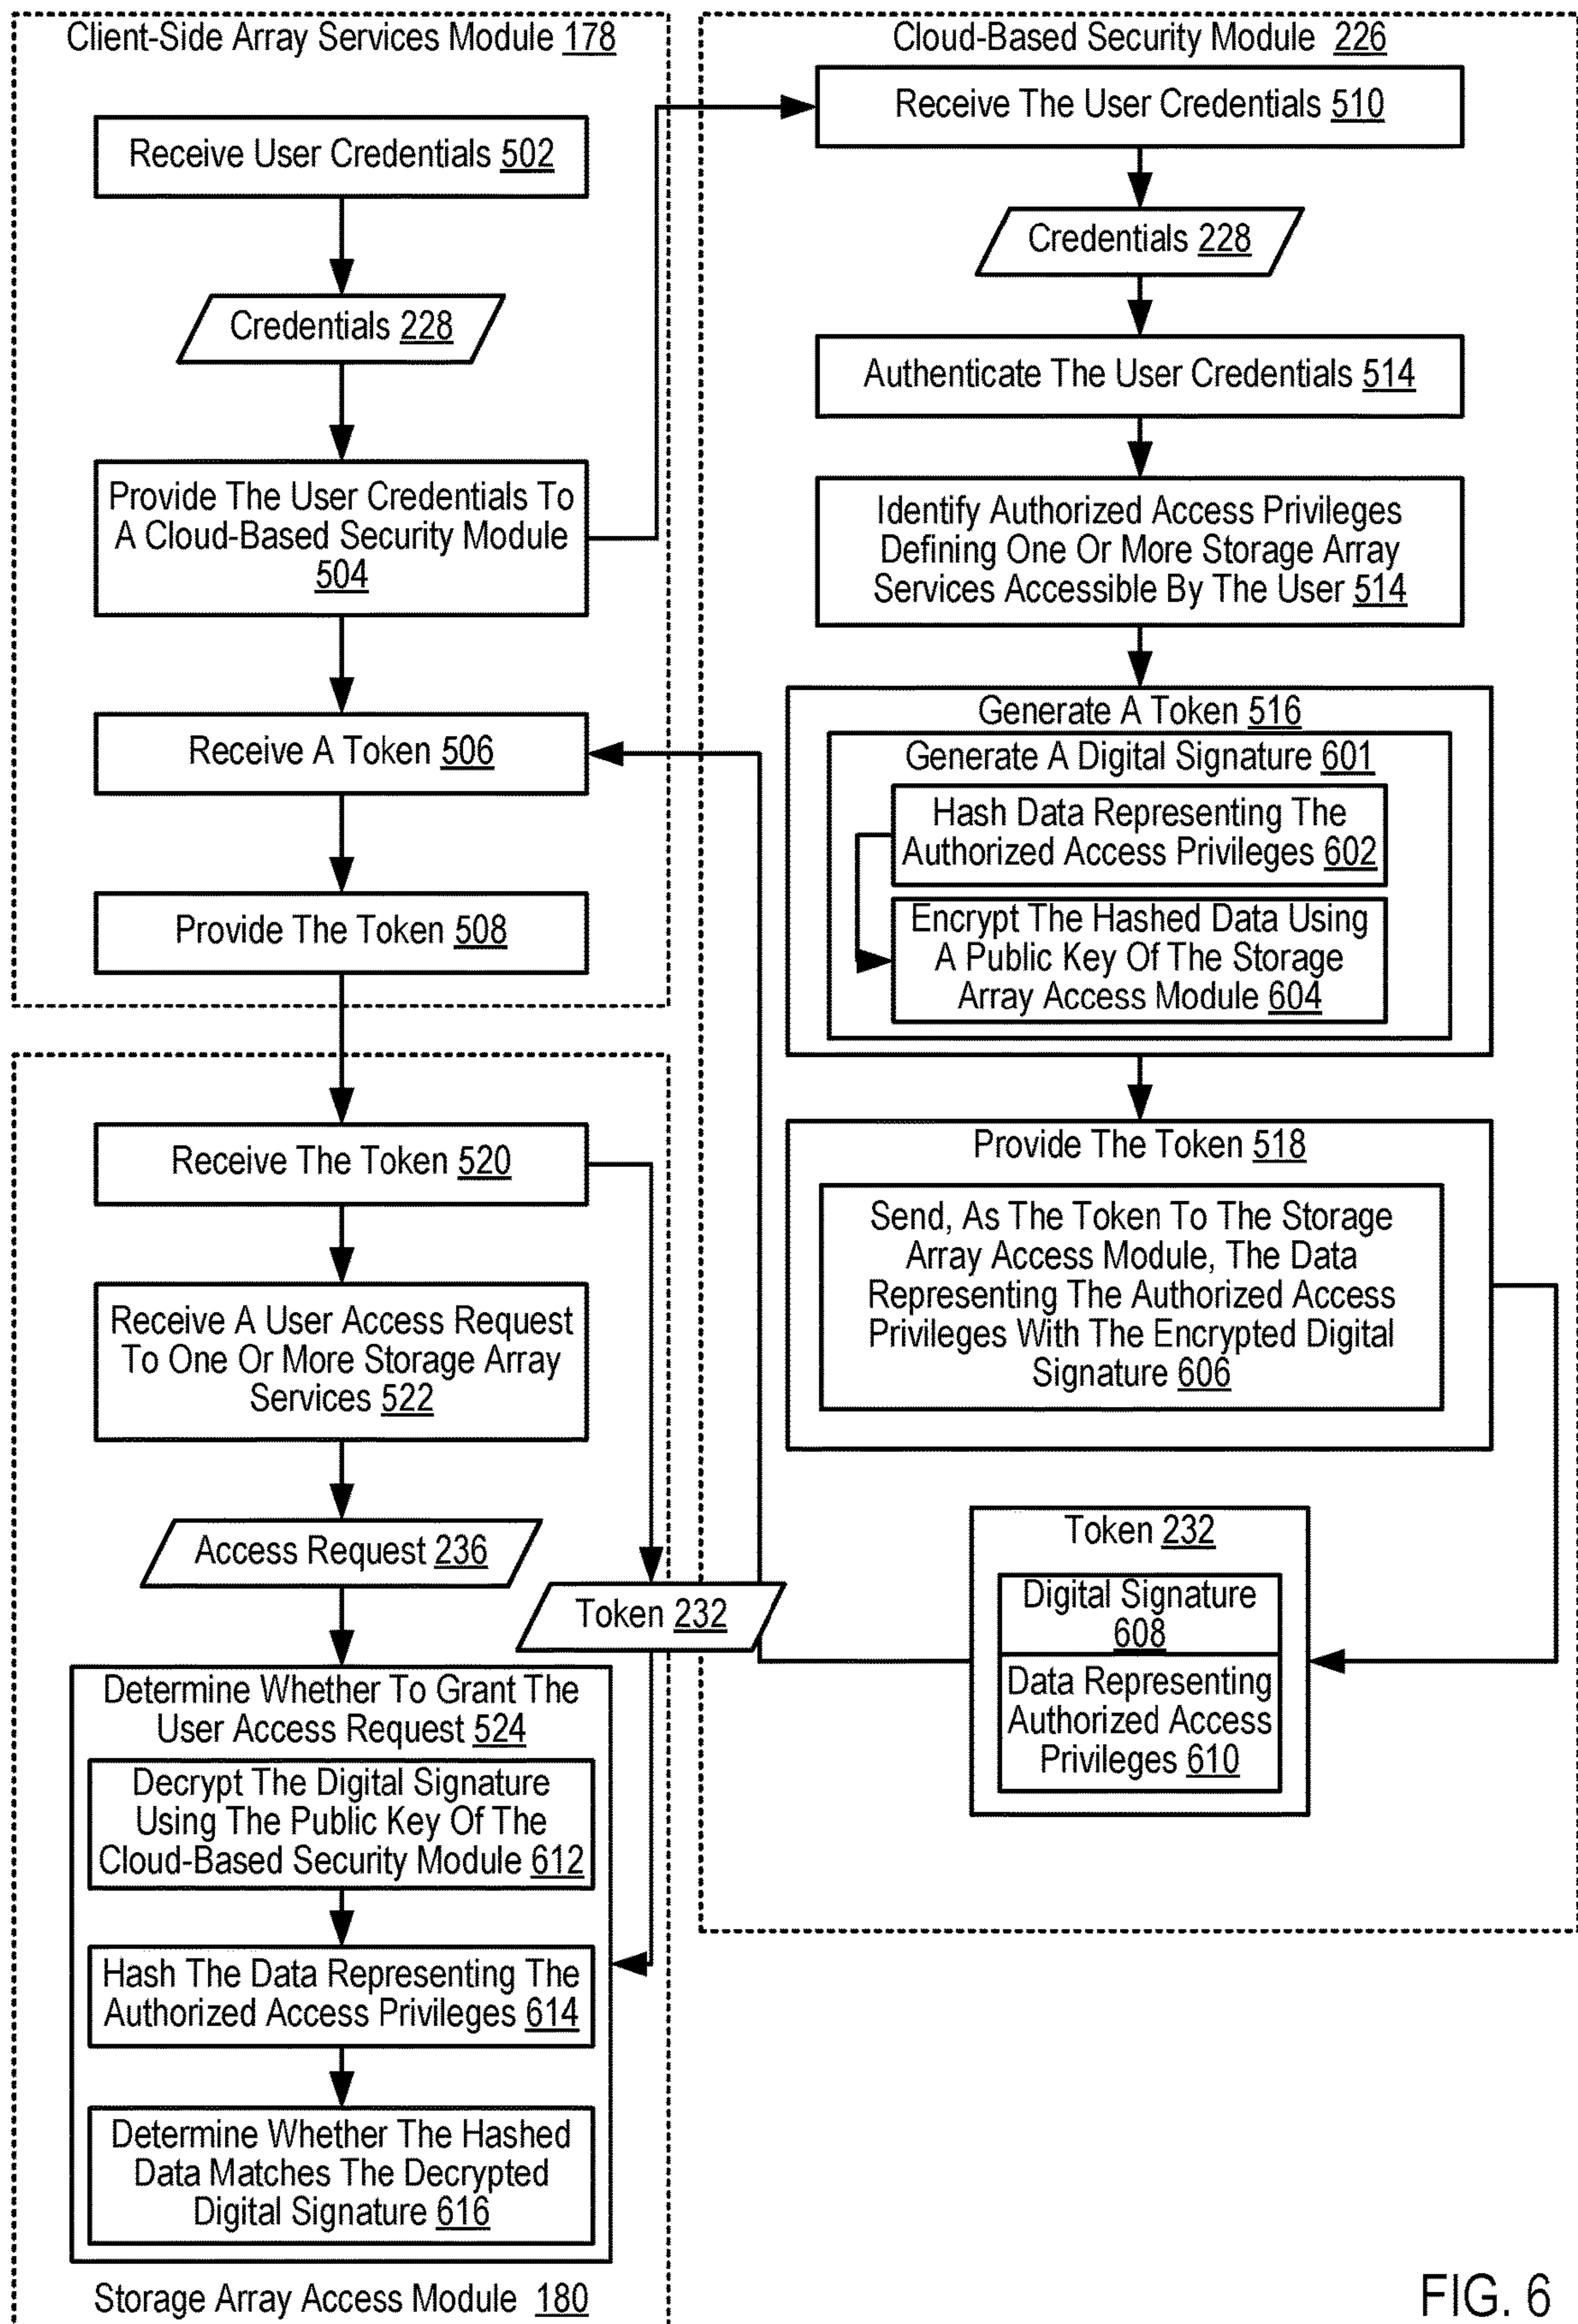 Client-Side Array Services Module 178
Receive User Credentials 502
Credentials 228
Provide The User Credentials To
A Cloud-Based Security Module
504
Receive A Token 506
Provide The Token 508
Cloud-Based Security Module 226
Receive The User Credentials 510
Credentials 228
Authenticate The User Credentials 514
Identify Authorized Access Privileges
Defining One Or More Storage Array
Services Accessible By The User 514
Generate A Token 516
Generate A Digital Signature 601
Hash Data Representing The
Authorized Access Privileges 602
Encrypt The Hashed Data Using
A Public Key Of The Storage
Array Access Module 604
Provide The Token 518
Send, As The Token To The Storage
Array Access Module, The Data
Representing The Authorized Access
Privileges With The Encrypted Digital
Signature 606
Token 232
Digital Signature
608
Data Representing
Authorized Access
Privileges 610
Receive The Token 520
Receive A User Access Request
To One Or More Storage Array
Services 522
Access Request 236
Token 232
Determine Whether To Grant The
User Access Request 524
Decrypt The Digital Signature
Using The Public Key Of The
Cloud-Based Security Module 612
Hash The Data Representing The
Authorized Access Privileges 614
Determine Whether The Hashed
Data Matches The Decrypted
Digital Signature 616
Storage Array Access Module 180
FIG. 6